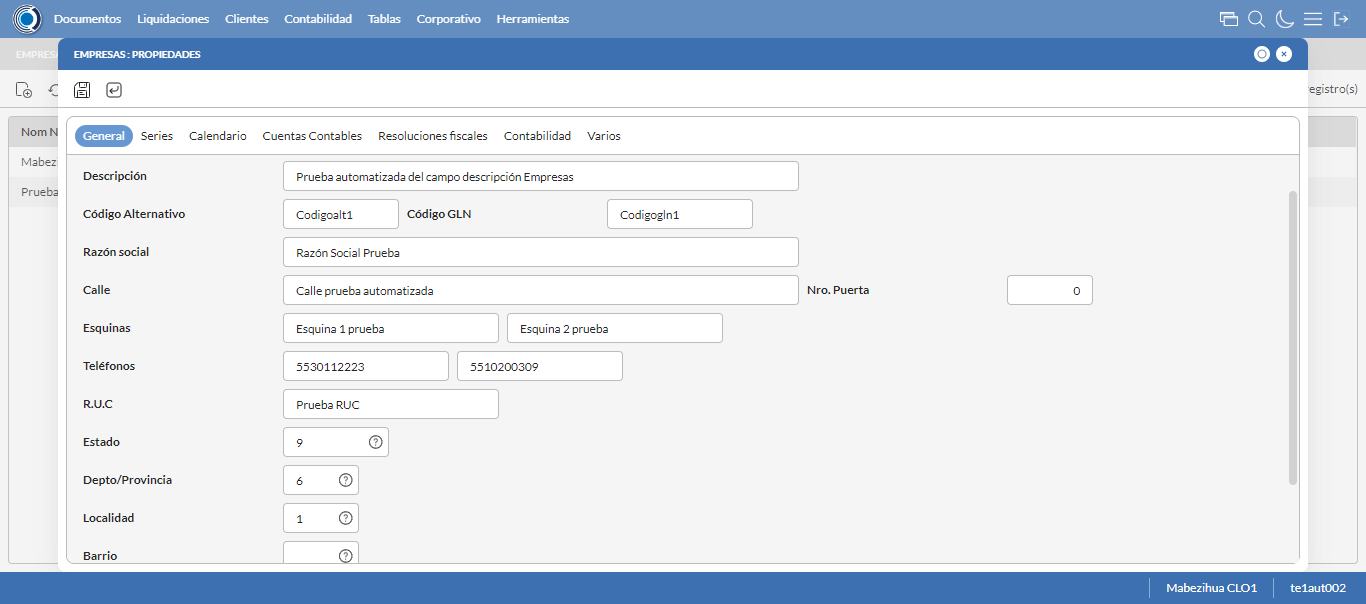 Documentos Liquidaciones Clientes Contabilidad Tablas Corporativo Herramientas
EMPRESAS : PROPIEDADES
egistro(s)
Nom N
Mabez
Prueba
General Series Calendario Cuentas Contables Resoluciones fiscales Contabilidad Varios
Descripción Prueba automatizada del campo descripción Empresas
Código Alternativo Codigoalt1 Código GLN Codigogln1
Razón social Razón Social Prueba
Calle Calle prueba automatizada Nro. Puerta 0
Esquinas Esquina 1 prueba Esquina 2 prueba
Teléfonos 5530112223 5510200309
R.U.C Prueba RUC
Estado 9
Depto/Provincia 6
Localidad 1
Barrio
Mabezihua CLO1 te1aut002